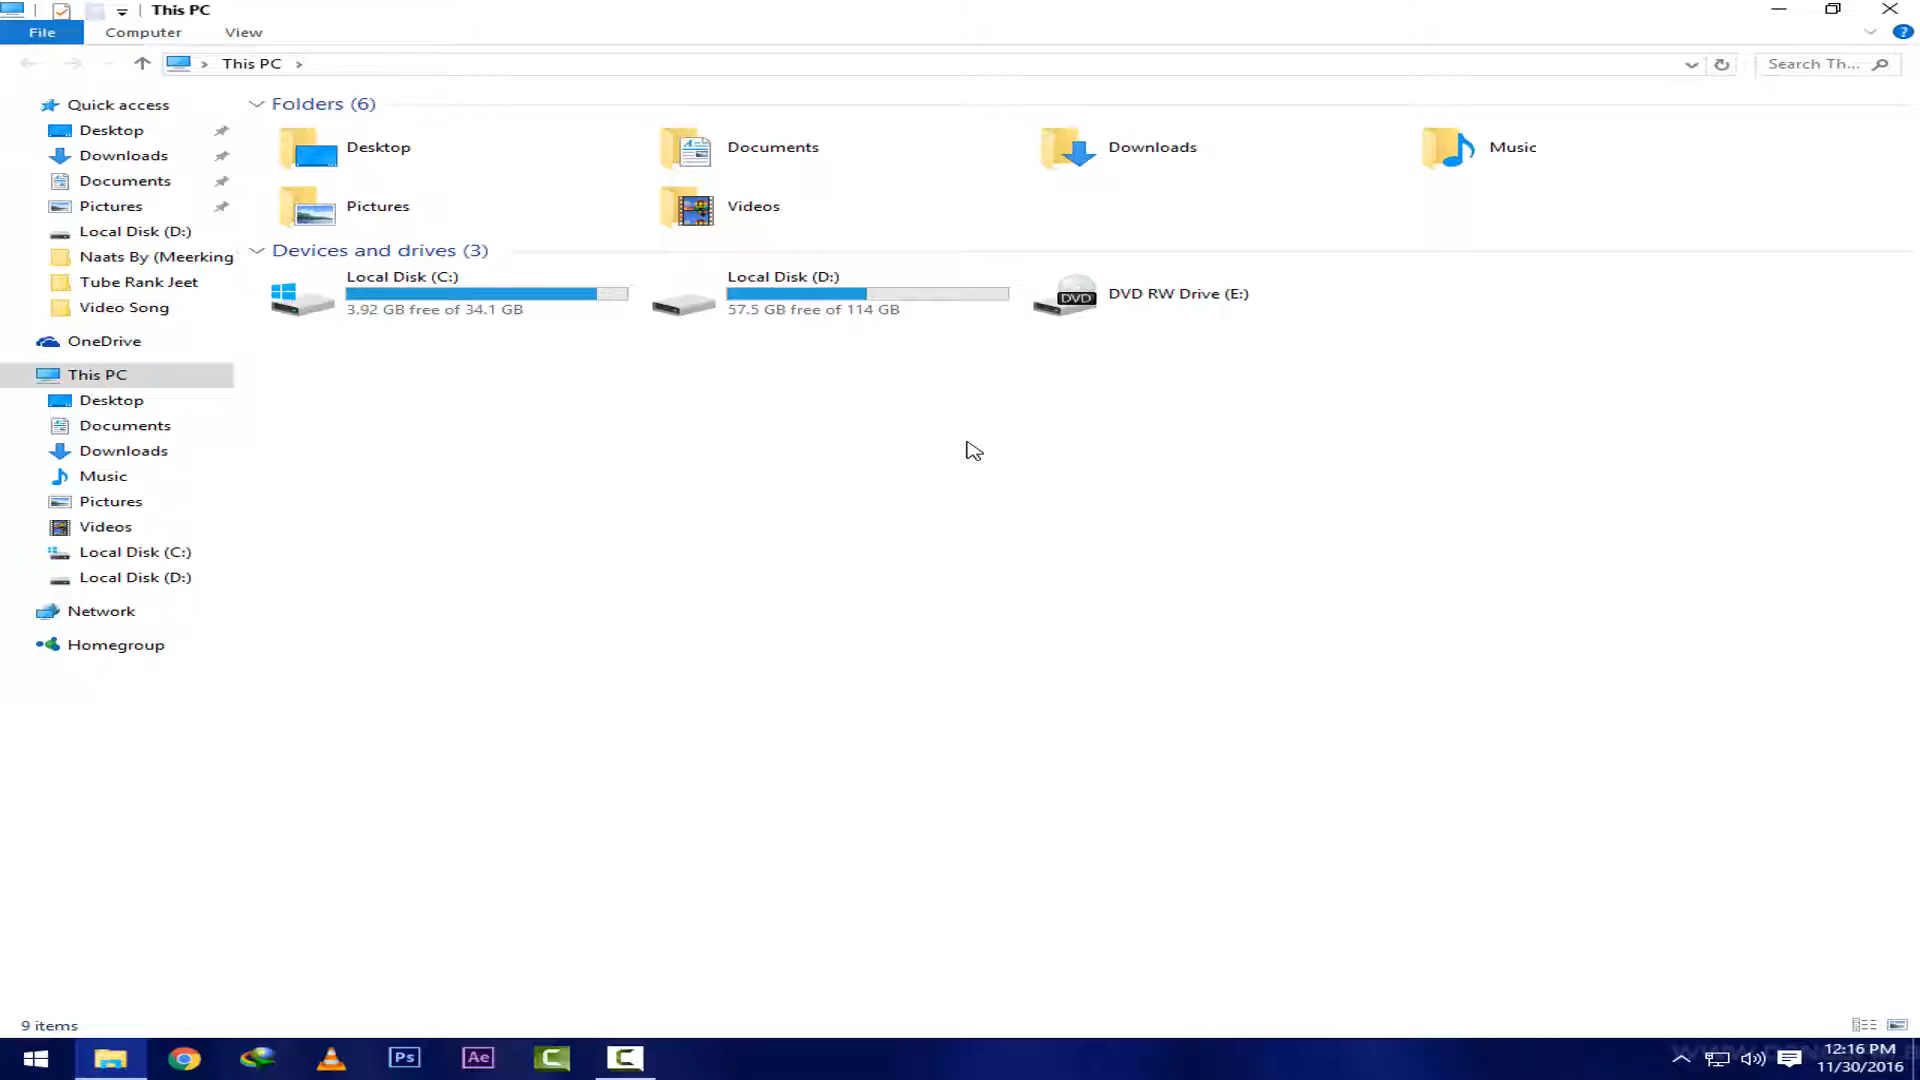 This PC
File
Computer
View
This PC
Search Th...
Quick access
Desktop
Downloads
Documents
Pictures
Local Disk (D:)
Naats By (Meerking
Tube Rank Jeet
Video Song
OneDrive
This PC
Desktop
Documents
Downloads
Music
Pictures
Videos
Local Disk (C:)
Local Disk (D:)
Network
Homegroup
Folders (6)
Desktop
Documents
Downloads
Music
Pictures
Videos
Devices and drives (3)
Local Disk (C:)
3.92 GB free of 34.1 GB
Local Disk (D:)
57.5 GB free of 114 GB
DVD
DVD RW Drive (E:)
9 items
Ps
Ae
12:16 PM
11/30/2016